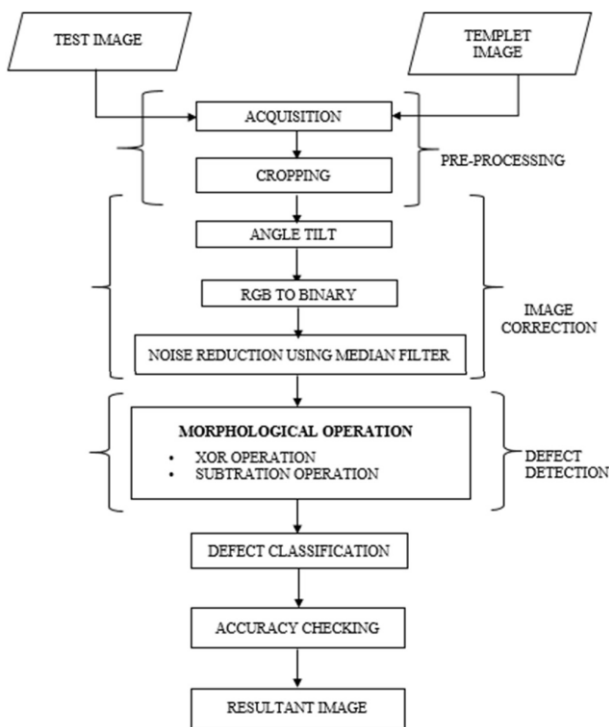 TEST IMAGE
TEMPLET
IMAGE
ACQUISITION
CROPPING
PRE-PROCESSING
ANGLE TILT
RGB TO BINARY
NOISE REDUCTION USING MEDIAN FILTER
IMAGE
CORRECTION
MORPHOLOGICAL OPERATION
• XOR OPERATION
• SUBTRATION OPERATION
DEFECT
DETECTION
DEFECT CLASSIFICATION
ACCURACY CHECKING
RESULTANT IMAGE